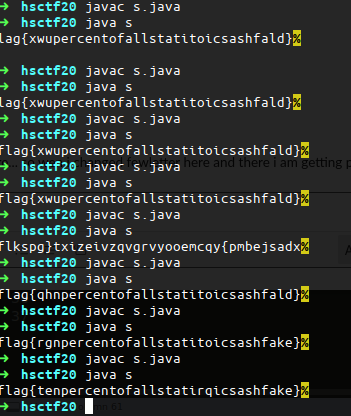 ➜ hsctf20 javac s.java
➜ hsctf20 java s
flag{xwupercentofallstatitoicsashfald}%
➜ hsctf20 javac s.java
➜ hsctf20 java s
flag{xwupercentofallstatitoicsashfald}%
➜ hsctf20 javac s.java
➜ hsctf20 java s
flag{xwupercentofallstatitoicsashfald}%
➜ hsctf20 javac s.java
➜ hsctf20 java s
flag{xwupercentofallstatitoicsashfald}%
➜ hsctf20 javac s.java
➜ hsctf20 java s
flkspg}txizeivzqvgrvyooemcqy{pmbejsadx%
➜ hsctf20 javac s.java
➜ hsctf20 java s
flag{qhnpercentofallstatitoicsashfald}%
➜ hsctf20 javac s.java
➜ hsctf20 java s
flag{rgnpercentofallstatitoicsashfake}%
➜ hsctf20 javac s.java
➜ hsctf20 java s
flag{tenpercentofallstatirqicsashfake}%
➜ hsctf20